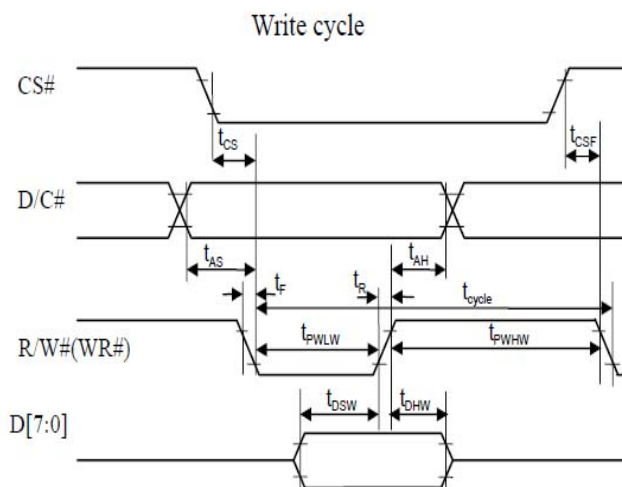 Write cycle
CS#
tCS
tCSF
D/C#
tAS
tF
tR
tAH
tcycle
R/W#(WR#)
tPWLW
tPWHW
D[7:0]
tDSW
tDHW